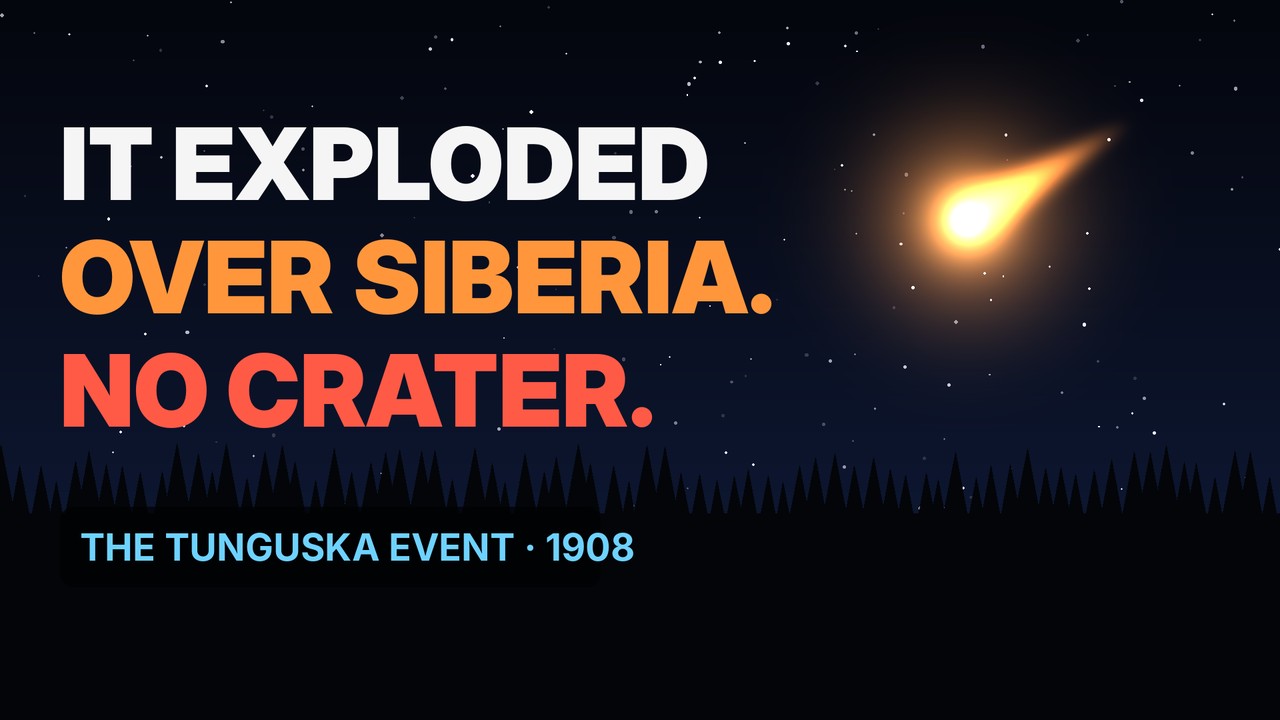 IT EXPLODED
OVER SIBERIA.
NO CRATER.
THE TUNGUSKA EVENT · 1908